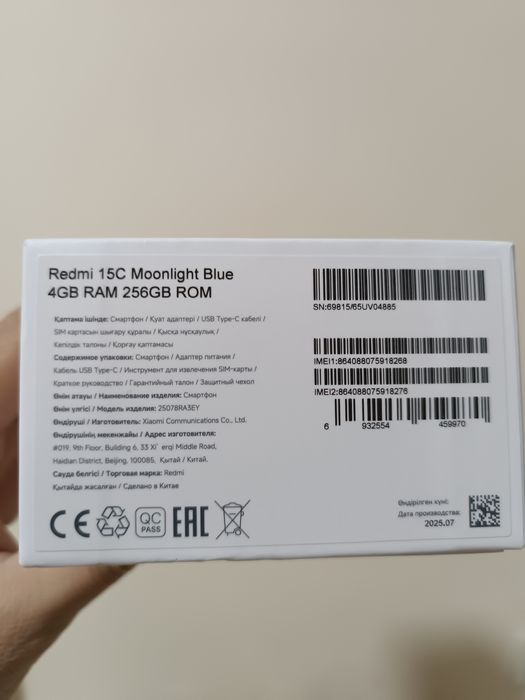 Redmi 15C Moonlight Blue
4GB RAM 256GB ROM
Қаптама ішінде: Смартфон / Қуат адаптері / USB Type-C кабелі /
SIM картасын шығару құралы / Қысқа нұсқаулық /
Кепілдік талоны / Қорғау қаптамасы
Содержимое упаковки: Смартфон / Адаптер питания /
Кабель USB Type-C / Инструмент для извлечения SIM-карты /
Краткое руководство / Гарантийный талон / Защитный чехол
Өнім атауы / Наименование изделия: Смартфон
Өнім үлгісі / Модель изделия: 25078RA3EY
Өндіруші / Изготовитель: Xiaomi Communications Co., Ltd.
Өндірушінің мекенжайы / Адрес изготовителя:
#019, 9th Floor, Building 6, 33 Xi' erqi Middle Road,
Haidian District, Beijing, 100085, Қытай / Китай.
Сауда белгісі / Торговая марка: Redmi
Қытайда жасалған / Сделано в Китае
CE
QC
PASS
EAC
SN:69815/65UV04885
IMEI1:864088075918268
IMEI2:864088075918276
6 932554 459970
Өндірілген күні:
Дата производства:
2025.07